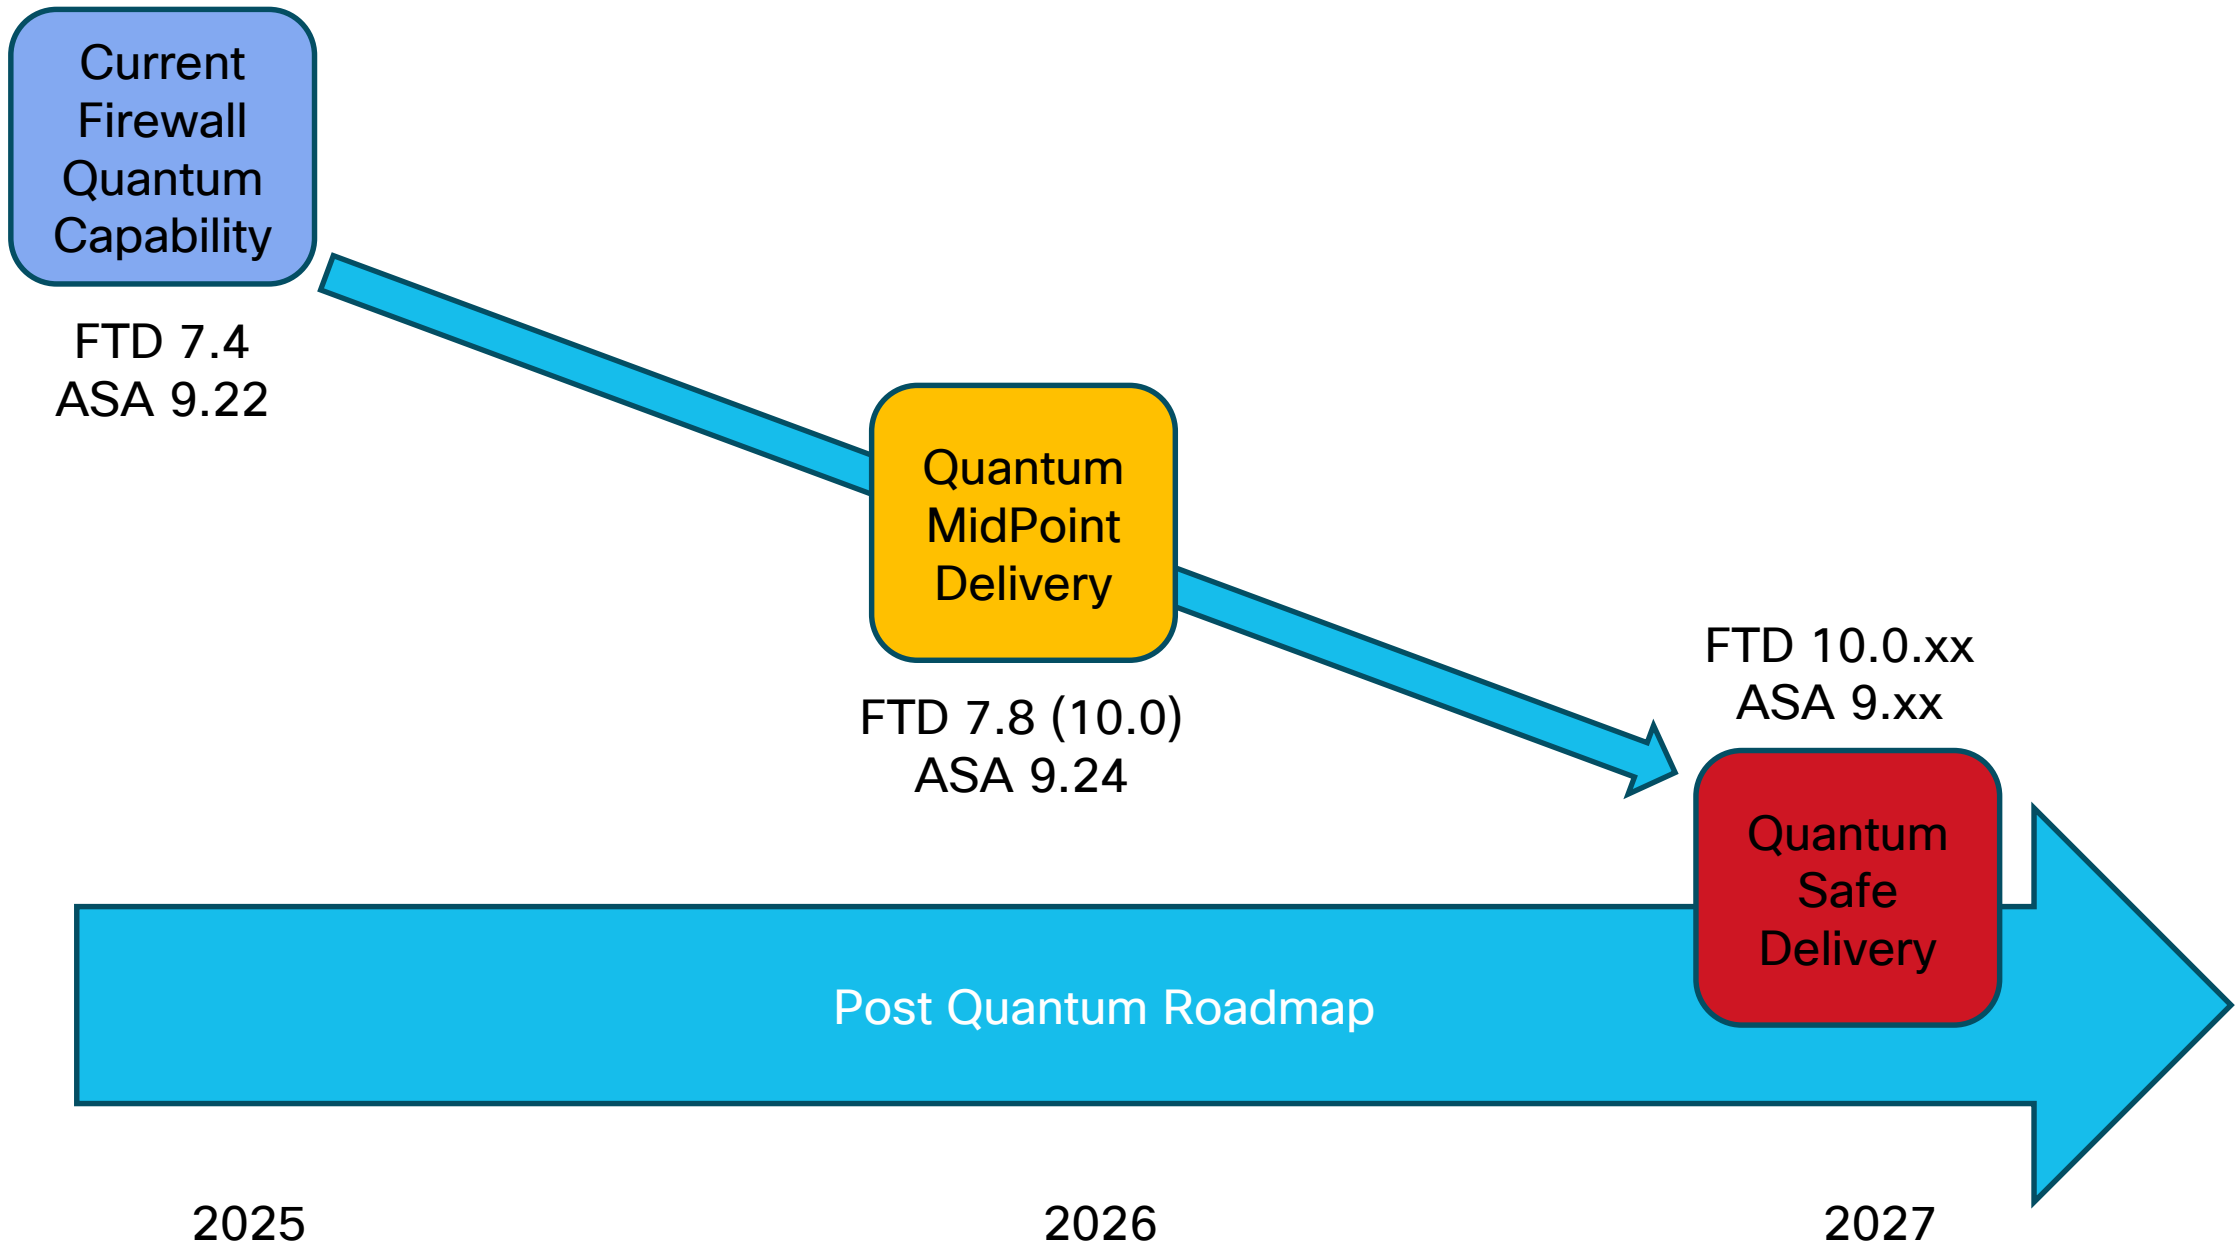 Current
Firewall
Quantum
Capability
FTD 7.4
ASA 9.22
Quantum
MidPoint
Delivery
FTD 7.8 (10.0)
ASA 9.24
FTD 10.0.xx
ASA 9.xx
Quantum
Safe
Delivery
Post Quantum Roadmap
2025
2026
2027